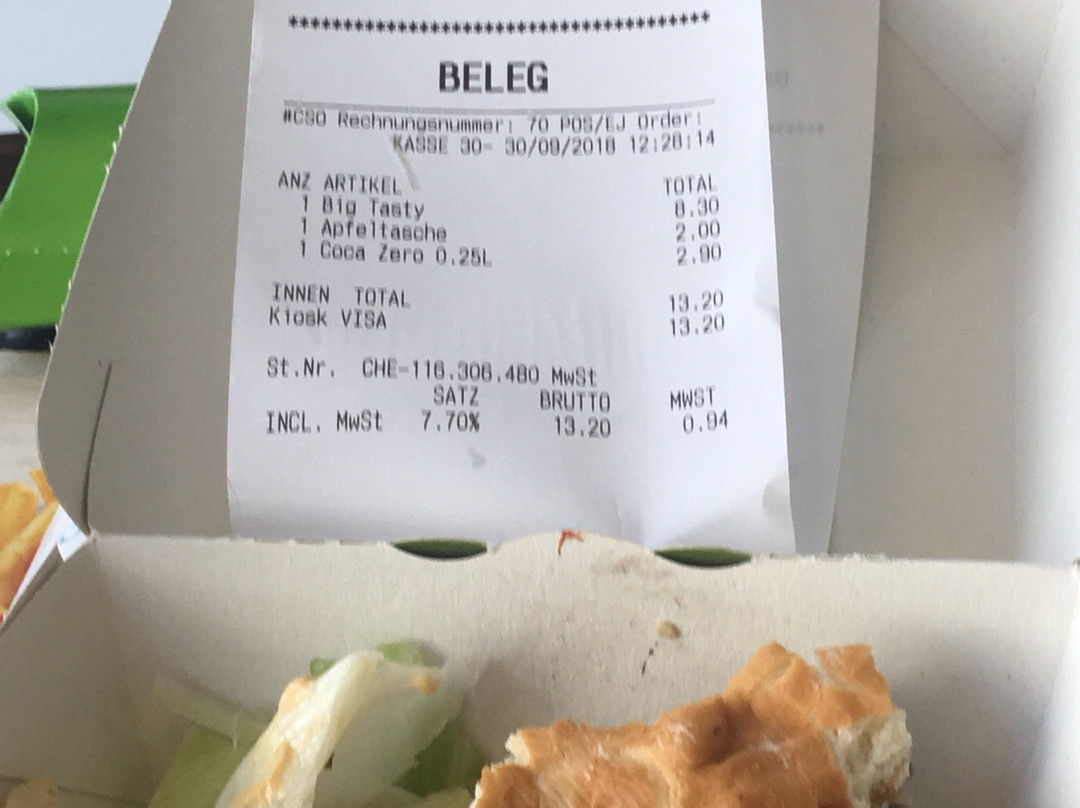 ****************************************
BELEG
#CSO Rechnungsnummer: 70 POS/EJ Order:
KASSE 30- 30/09/2018 12:28:14
ANZ ARTIKEL TOTAL
1 Big Tasty 8.30
1 Apfeltasche 2.00
1 Coca Zero 0.25L 2.90
INNEN TOTAL 13.20
Kiosk VISA 13.20
St.Nr. CHE-116.306.480 MwSt
SATZ BRUTTO MWST
INCL. MwSt 7.70% 13.20 0.94